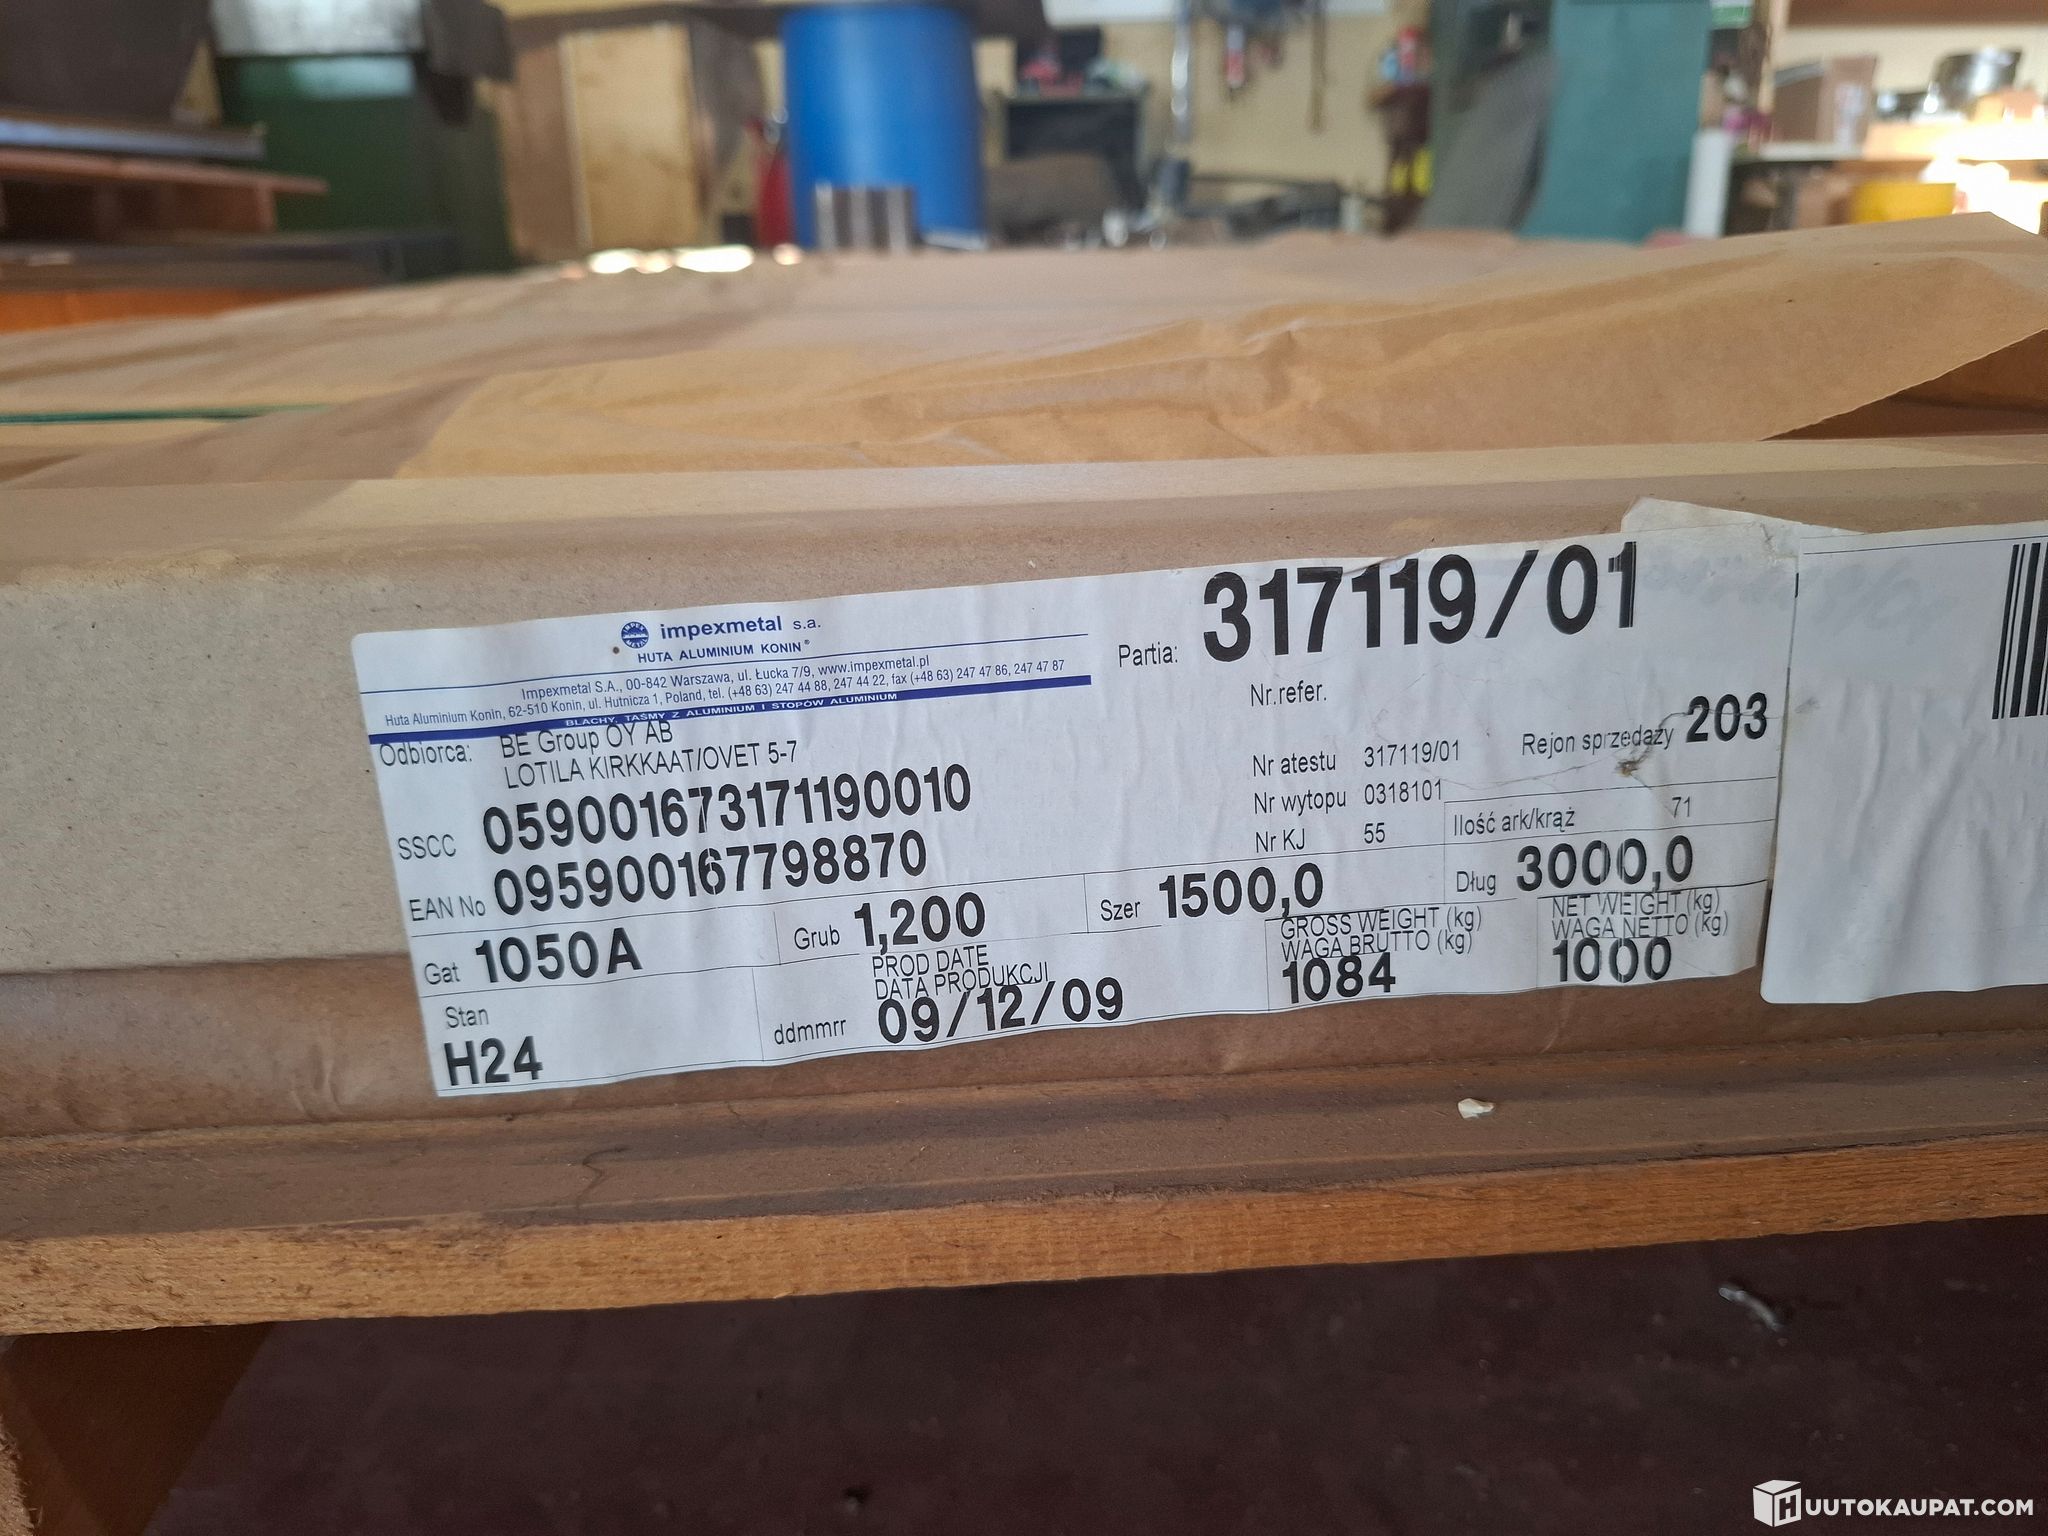 impexmetal s.a.
HUTA ALUMINIUM KONIN®
Impexmetal S.A., 00-842 Warszawa, ul. Łucka 7/9, www.impexmetal.pl
Huta Aluminium Konin, 62-510 Konin, ul. Hutnicza 1, Poland, tel. (+48 63) 247 44 88, 247 44 22, fax (+48 63) 247 47 86, 247 47 87
BLACHY, TAŚMY Z ALUMINIUM I STOPÓW ALUMINIUM
Partia: 317119/01
Nr.refer.
Odbiorca: BE Group OY AB
LOTILA KIRKKAAT/OVET 5-7
Nr atestu 317119/01 Rejon sprzedaży 203
SSCC 059001673171190010
Nr wytopu 0318101
EAN No 095900167798870
Nr KJ 55 Ilość ark/krąż 71
Gat 1050A Grub 1,200 Szer 1500,0 Dług 3000,0
Stan
H24
PROD DATE
DATA PRODUKCJI
ddmmrr 09/12/09
GROSS WEIGHT (kg)
WAGA BRUTTO (kg)
1084
NET WEIGHT (kg)
WAGA NETTO (kg)
1000
HUUTOKAUPAT.COM